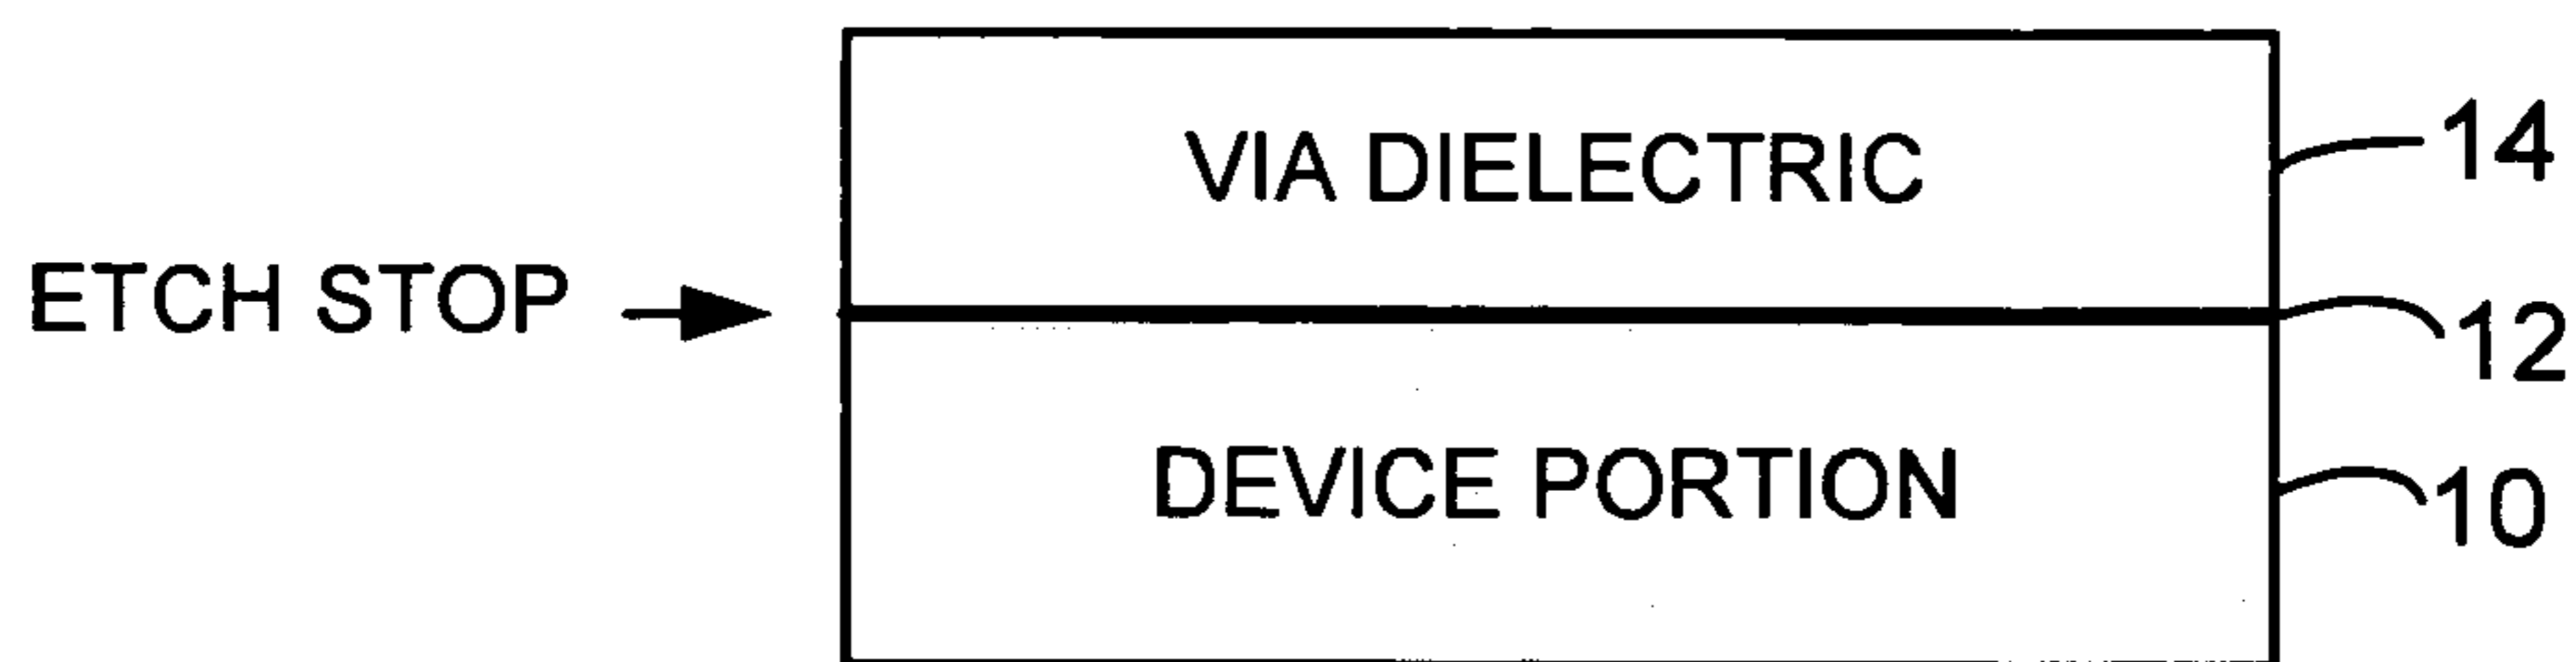 VIA DIELECTRIC
14
ETCH STOP
12
DEVICE PORTION
10